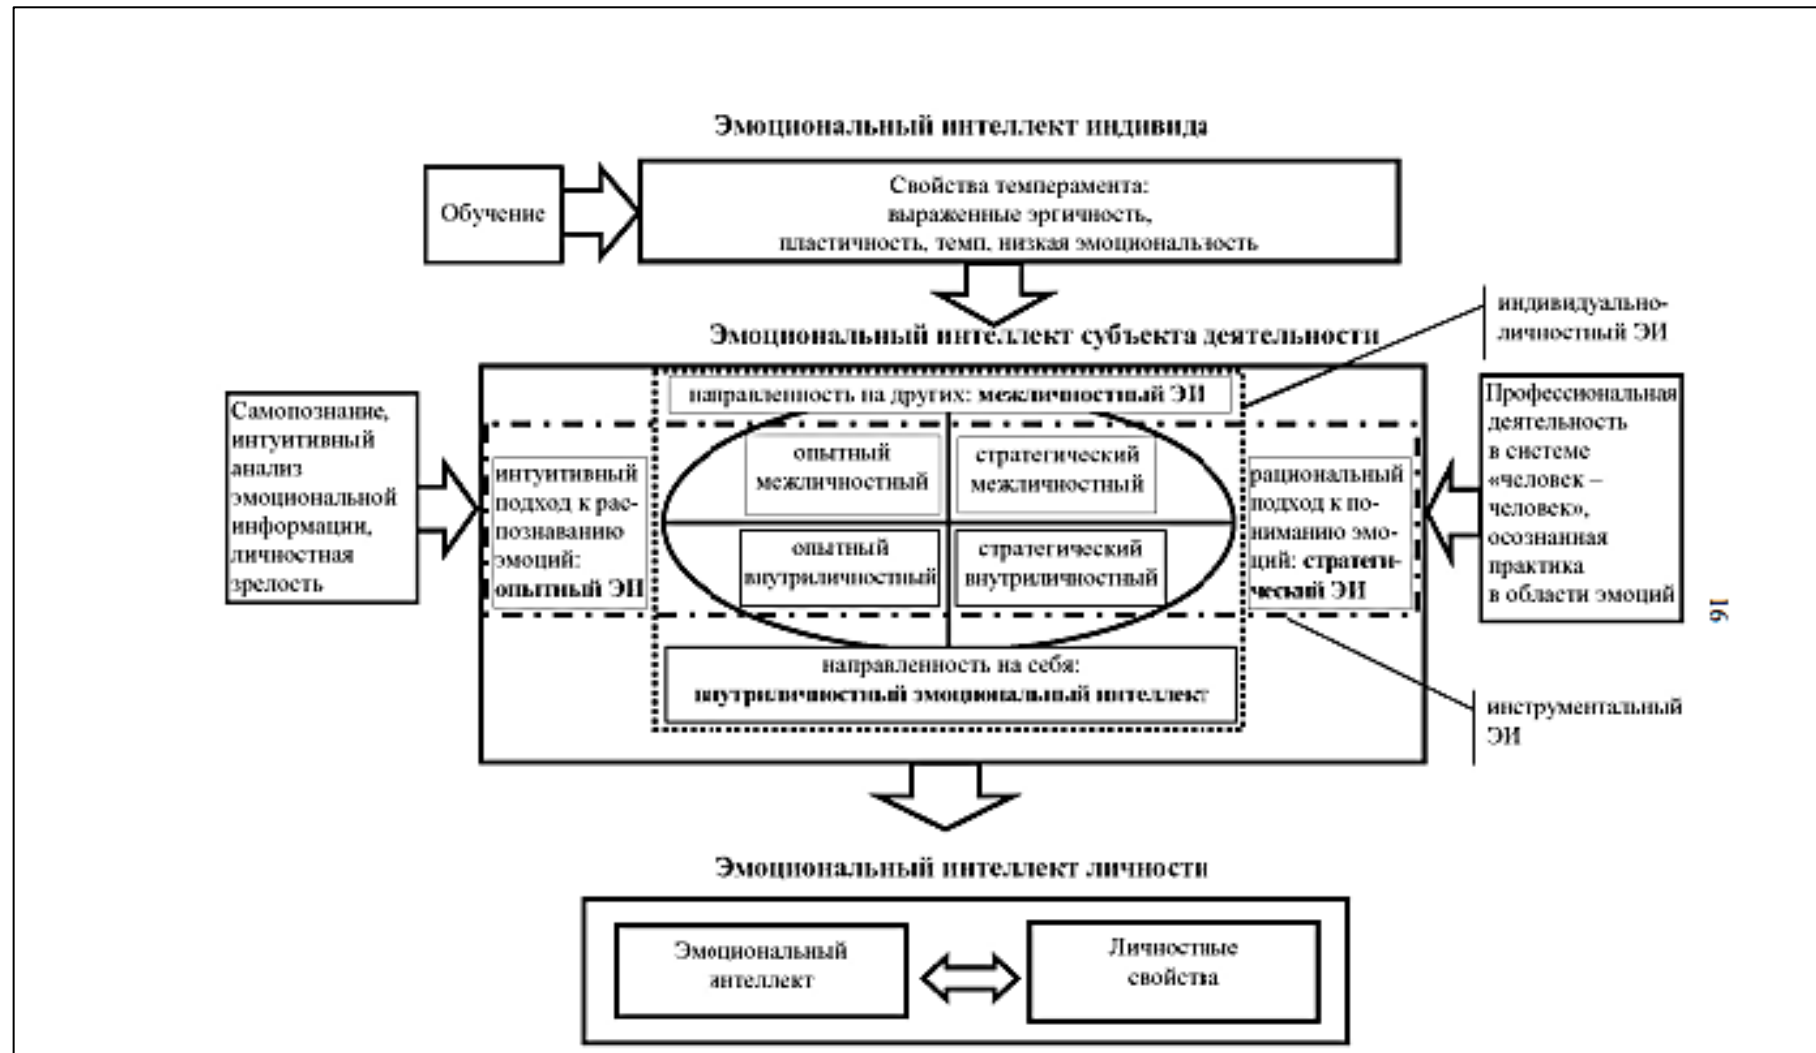 Эмоциональный интеллект индивида
Обучение
Свойства темперамента:
выраженные эргичность,
пластичность, темп, низкая эмоциональность
Эмоциональный интеллект субъекта деятельности
индивидуально-
личностный ЭИ
Самопознание,
интуитивный
анализ
эмоциональной
информации,
личностная
зрелость
направленность на других: межличностный ЭИ
интуитивный
подход к рас-
познаванию
эмоций:
опытный ЭИ
опытный
межличностный
стратегический
межличностный
опытный
внутриличностный
стратегический
внутриличностный
рациональный
подход к по-
ниманию эмо-
ций: стратеги-
ческий ЭИ
Профессиональная
деятельность
в системе
«человек –
человек»,
осознанная
практика
в области эмоций
16
направленность на себя:
внутриличностный эмоциональный интеллект
инструментальный
ЭИ
Эмоциональный интеллект личности
Эмоциональный
интеллект
Личностные
свойства